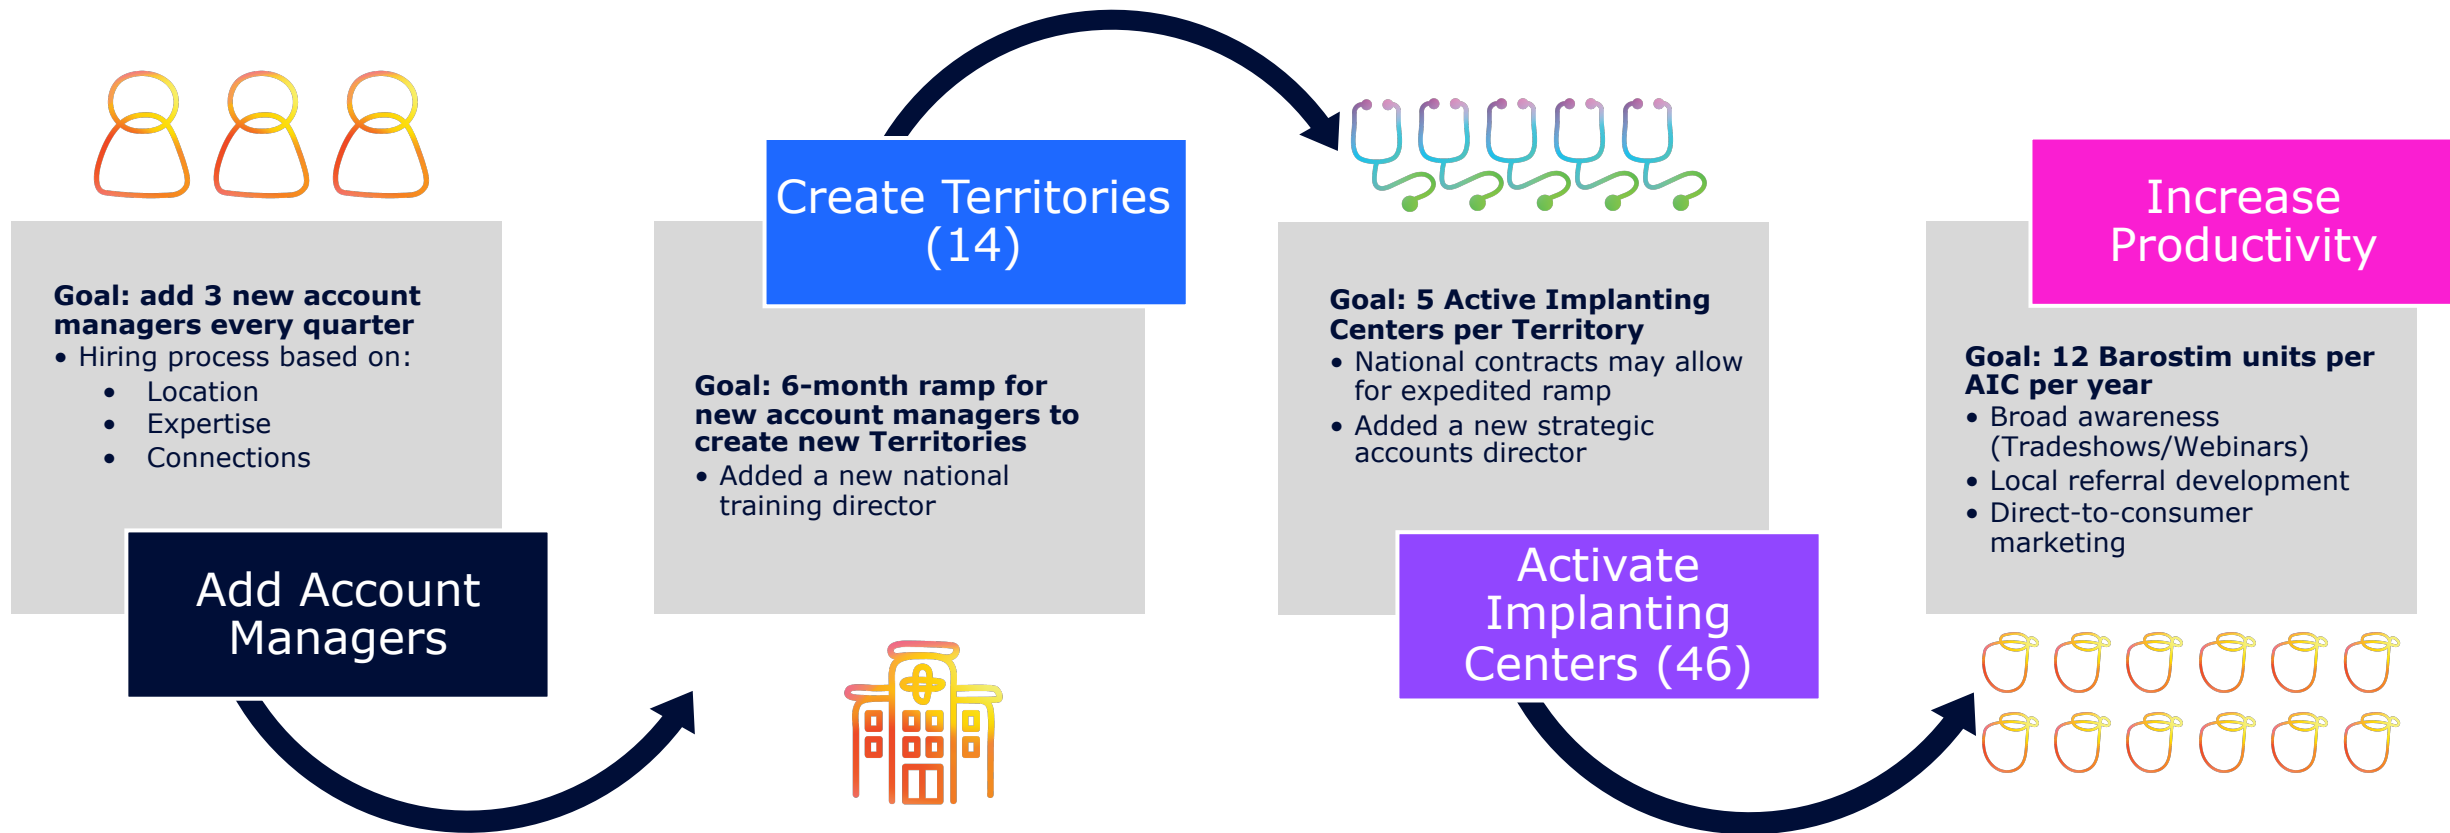 Goal: add 3 new account
managers every quarter
• Hiring process based on:
• Location
• Expertise
• Connections
Add Account
Managers
Create Territories
(14)
Goal: 6-month ramp for
new account managers to
create new Territories
• Added a new national
training director
Goal: 5 Active Implanting
Centers per Territory
• National contracts may allow
for expedited ramp
• Added a new strategic
accounts director
Activate
Implanting
Centers (46)
Increase
Productivity
Goal: 12 Barostim units per
AIC per year
• Broad awareness
(Tradeshows/Webinars)
• Local referral development
• Direct-to-consumer
marketing